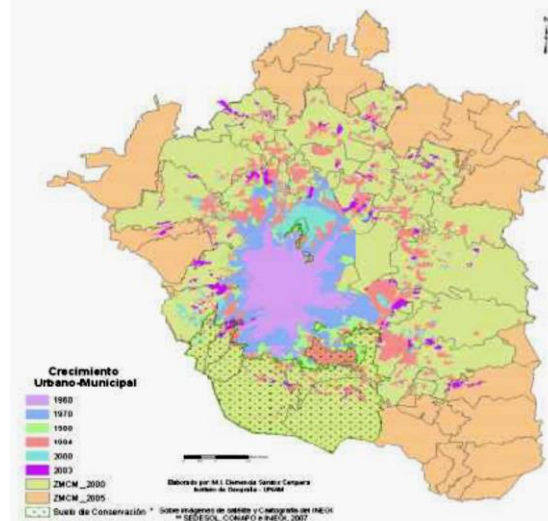 Crecimiento
Urbano-Municipal
1960
1970
1994
2000
2003
ZMCM_2000
ZMCM_2005
Suelo de Conservación
Elaborado por: M.I. Clemencia Santos Cerquera
Instituto de Geografía - UNAM
* Sobre imágenes de satélite y Cartografía del INEGI
** SEDESOL, CONAPO e INEGI, 2007